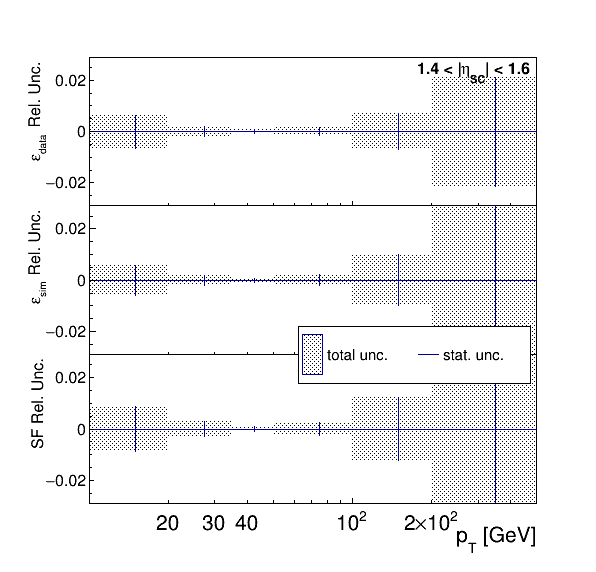 1.4 < |η_sc| < 1.6
ε_data Rel. Unc.
0.02
0
−0.02
ε_sim Rel. Unc.
0.02
0
−0.02
total unc.
stat. unc.
SF Rel. Unc.
0.02
0
−0.02
20 30 40 10² 2×10²
p_T [GeV]